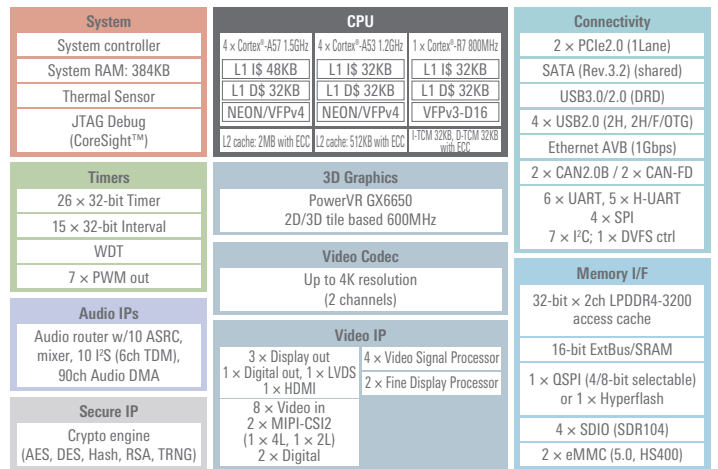 System
System controller
System RAM: 384KB
Thermal Sensor
JTAG Debug
(CoreSight™)
Timers
26 × 32-bit Timer
15 × 32-bit Interval
WDT
7 × PWM out
Audio IPs
Audio router w/10 ASRC,
mixer, 10 I²S (6ch TDM),
90ch Audio DMA
Secure IP
Crypto engine
(AES, DES, Hash, RSA, TRNG)
CPU
4 × Cortex®-A57 1.5GHz
L1 I$ 48KB
L1 D$ 32KB
NEON/VFPv4
L2 cache: 2MB with ECC
4 × Cortex®-A53 1.2GHz
L1 I$ 32KB
L1 D$ 32KB
NEON/VFPv4
L2 cache: 512KB with ECC
1 × Cortex®-R7 800MHz
L1 I$ 32KB
L1 D$ 32KB
VFPv3-D16
I-TCM 32KB, D-TCM 32KB
with ECC
3D Graphics
PowerVR GX6650
2D/3D tile based 600MHz
Video Codec
Up to 4K resolution
(2 channels)
Video IP
3 × Display out
1 × Digital out, 1 × LVDS
1 × HDMI
8 × Video in
2 × MIPI-CSI2
(1 × 4L, 1 × 2L)
2 × Digital
4 × Video Signal Processor
2 × Fine Display Processor
Connectivity
2 × PCIe2.0 (1Lane)
SATA (Rev.3.2) (shared)
USB3.0/2.0 (DRD)
4 × USB2.0 (2H, 2H/F/OTG)
Ethernet AVB (1Gbps)
2 × CAN2.0B / 2 × CAN-FD
6 × UART, 5 × H-UART
4 × SPI
7 × I²C; 1 × DVFS ctrl
Memory I/F
32-bit × 2ch LPDDR4-3200
access cache
16-bit ExtBus/SRAM
1 × QSPI (4/8-bit selectable)
or 1 × Hyperflash
4 × SDIO (SDR104)
2 × eMMC (5.0, HS400)